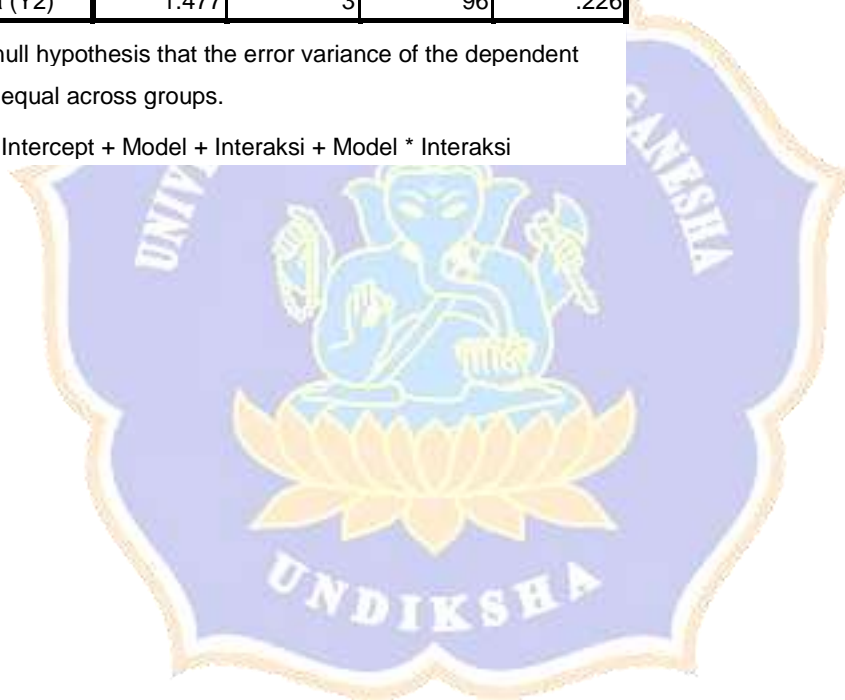 (Y2) 1.477 3 96 .226
null hypothesis that the error variance of the dependent
equal across groups.
Intercept + Model + Interaksi + Model * Interaksi
GANESHA
UNDIKSHA